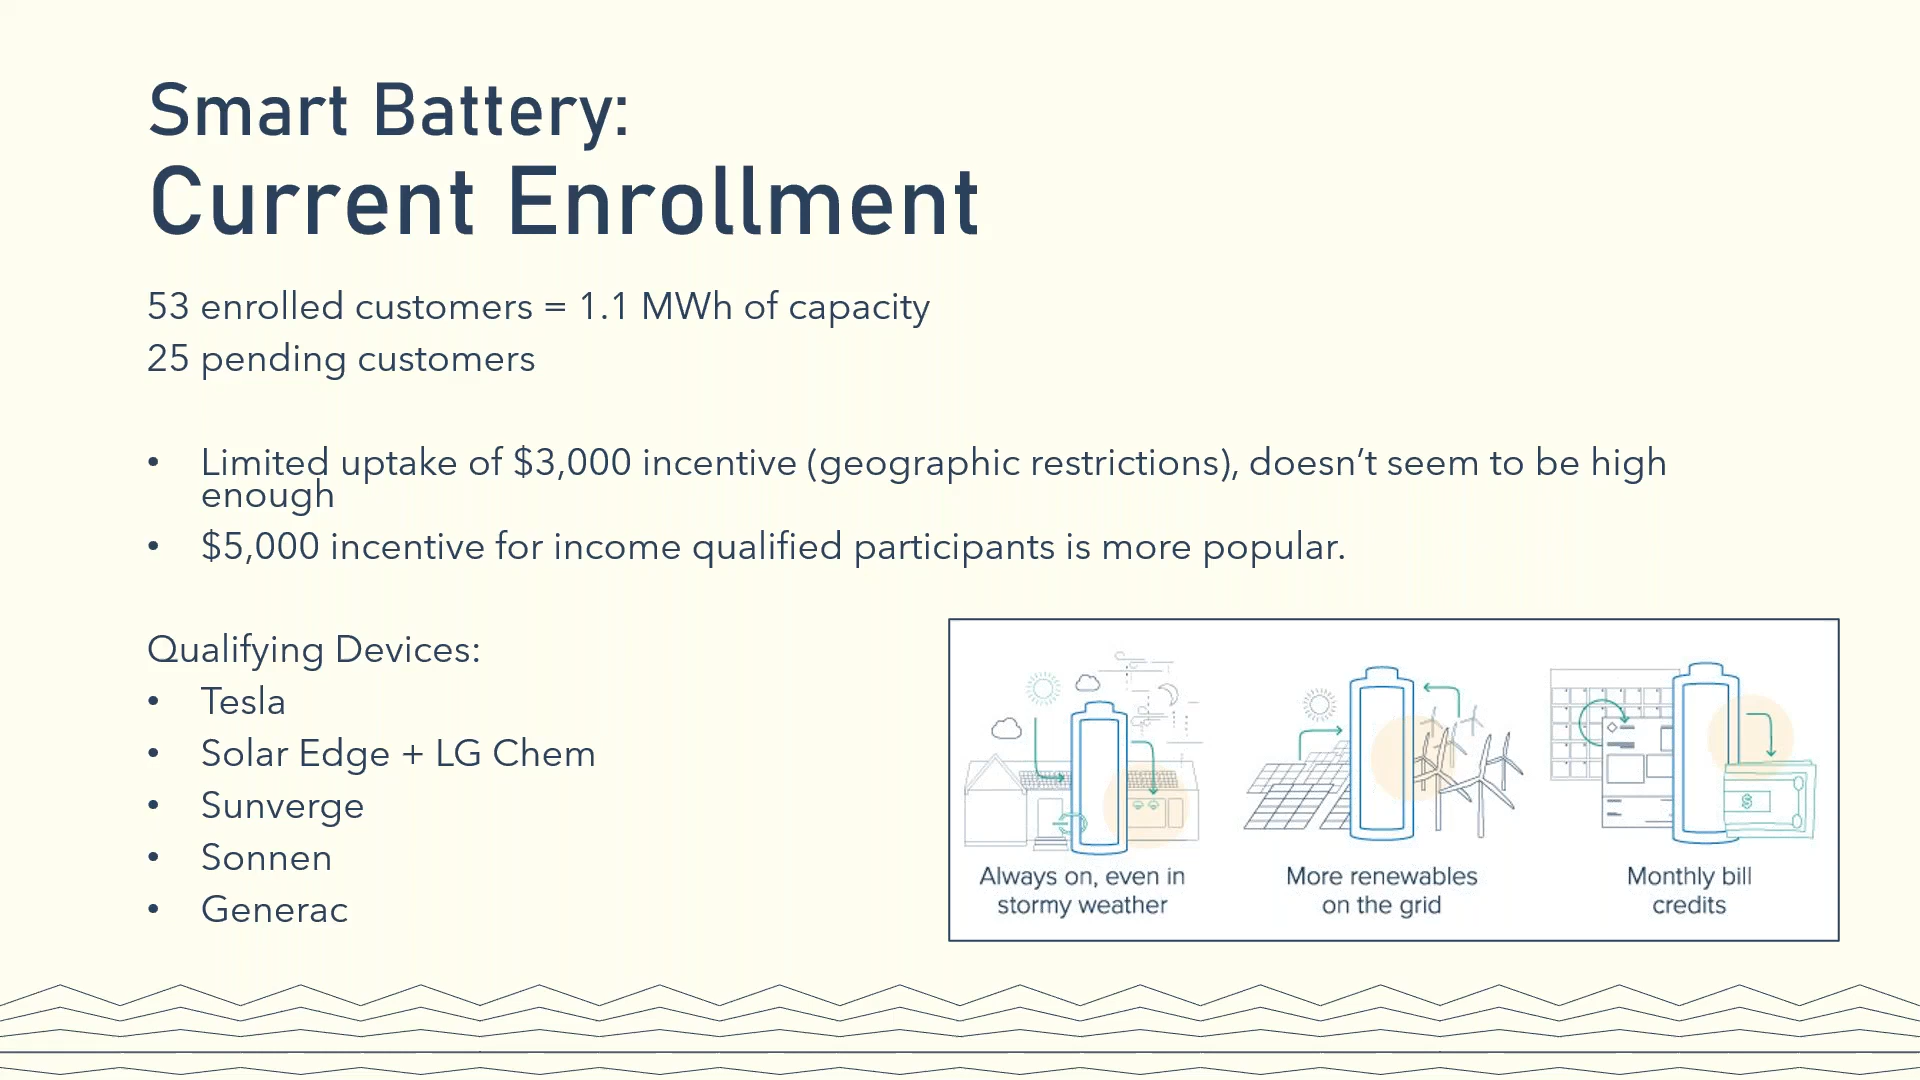 Smart Battery:
Current Enrollment
53 enrolled customers = 1.1 MWh of capacity
25 pending customers
• Limited uptake of $3,000 incentive (geographic restrictions), doesn’t seem to be high
enough
• $5,000 incentive for income qualified participants is more popular.
Qualifying Devices:
• Tesla
• Solar Edge + LG Chem
• Sunverge
• Sonnen
• Generac
$
Always on, even in
stormy weather
More renewables
on the grid
Monthly bill
credits